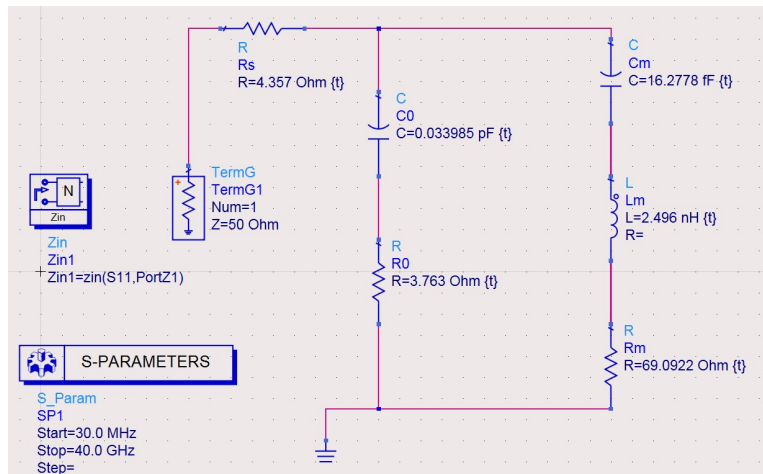 R
Rs
R=4.357 Ohm {t}
C
Cm
C=16.2778 fF {t}
C
C0
C=0.033985 pF {t}
TermG
TermG1
Num=1
Z=50 Ohm
+
N
Zin
Zin
Zin1
Zin1=zin(S11,PortZ1)
L
Lm
L=2.496 nH {t}
R=
R
R0
R=3.763 Ohm {t}
R
Rm
R=69.0922 Ohm {t}
S-PARAMETERS
S_Param
SP1
Start=30.0 MHz
Stop=40.0 GHz
Step=